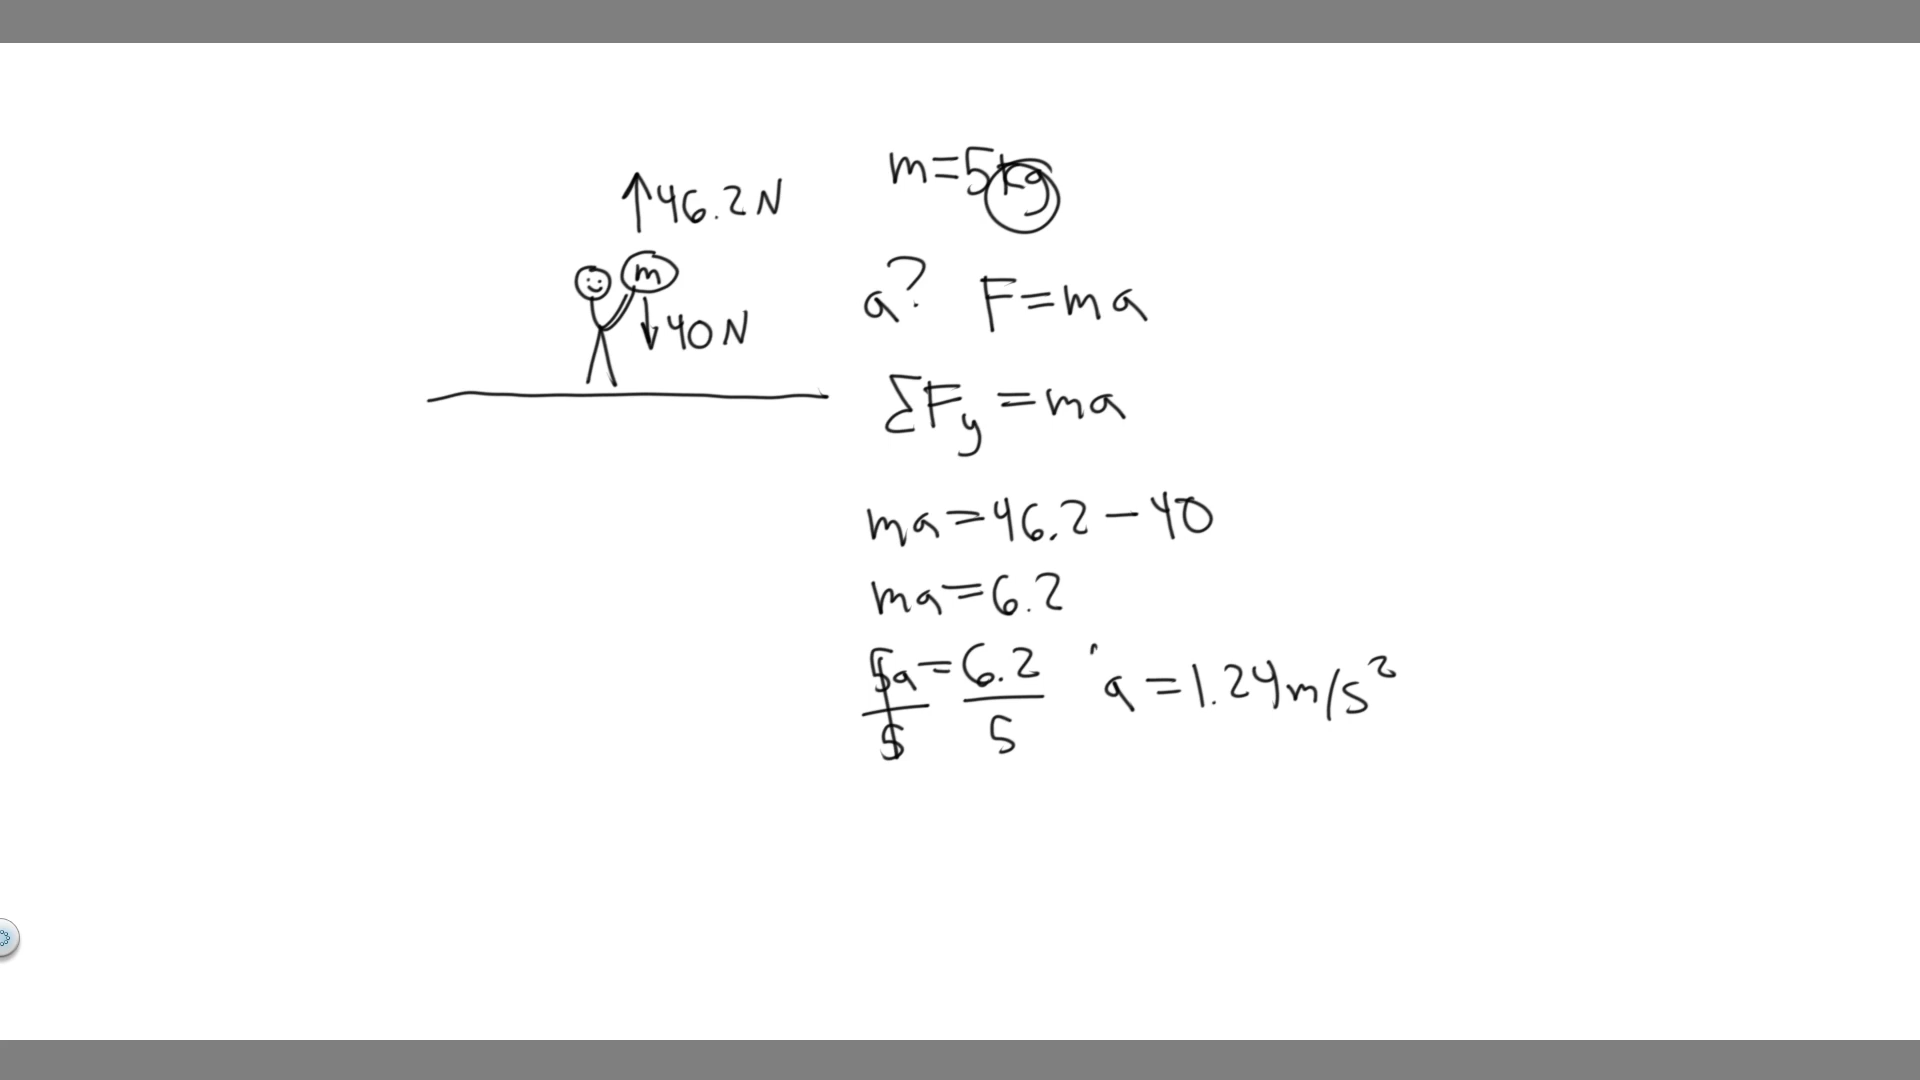 ↑46.2N
m
↓40N
m=5kg
a? F=ma
ΣFy=ma
ma=46.2-40
ma=6.2
5a/5=6.2/5 a=1.24m/s²